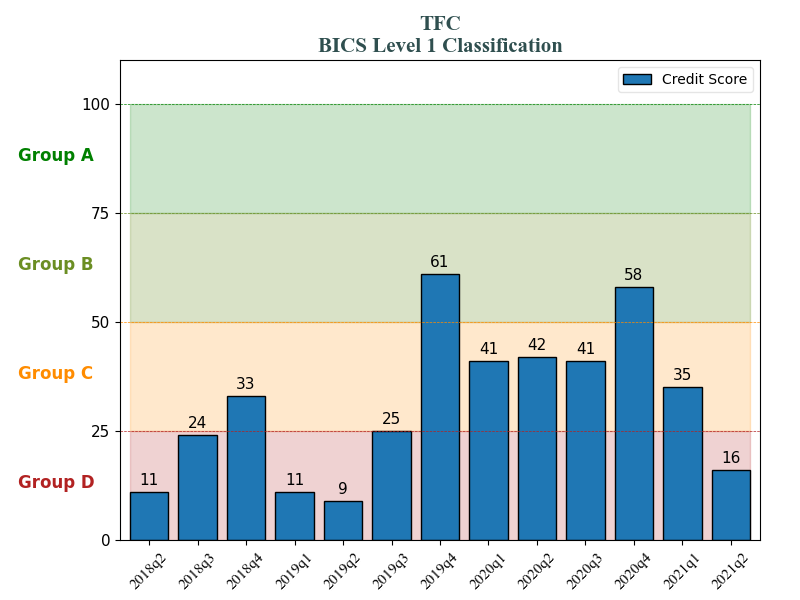 TFC
BICS Level 1 Classification
Credit Score
100
Group A
75
Group B
61
58
50
41
42
41
Group C
33
35
25
24
25
Group D
11
11
9
16
0
2018q2
2018q3
2018q4
2019q1
2019q2
2019q3
2019q4
2020q1
2020q2
2020q3
2020q4
2021q1
2021q2